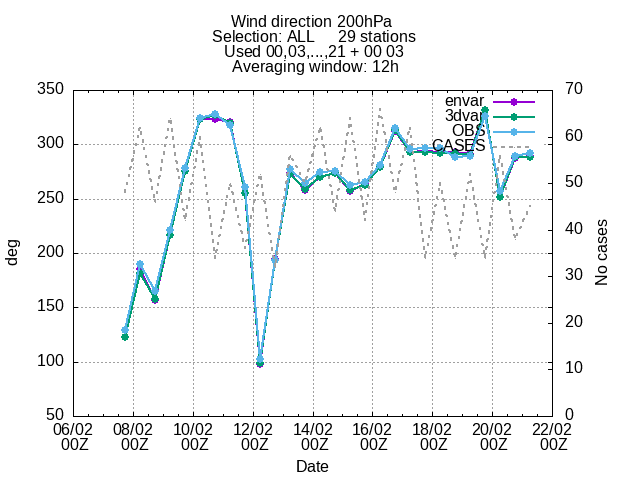 Wind direction 200hPa
Selection: ALL 29 stations
Used 00,03,...,21 + 00 03
Averaging window: 12h
350
300
250
200
150
100
50
deg
70
60
50
40
30
20
10
0
No cases
envar
3dvar
OBS
CASES
06/02 08/02 10/02 12/02 14/02 16/02 18/02 20/02 22/02
00Z 00Z 00Z 00Z 00Z 00Z 00Z 00Z 00Z
Date